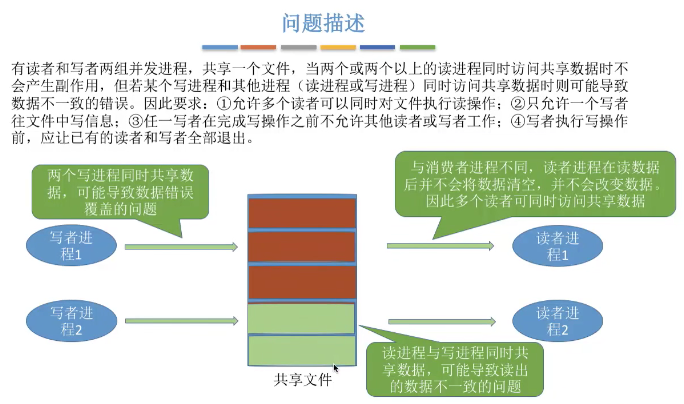 问题描述
有读者和写者两组并发进程，共享一个文件，当两个或两个以上的读进程同时访问共享数据时不
会产生副作用，但若某个写进程和其他进程（读进程或写进程）同时访问共享数据时则可能导致
数据不一致的错误。因此要求：①允许多个读者可以同时对文件执行读操作；②只允许一个写者
往文件中写信息；③任一写者在完成写操作之前不允许其他读者或写者工作；④写者执行写操作
前，应让已有的读者和写者全部退出。
两个写进程同时共享数
据，可能导致数据错误
覆盖的问题
与消费者进程不同，读者进程在读数据
后并不会将数据清空，并不会改变数据。
因此多个读者可同时访问共享数据
写者进
程1
读者进
程1
写者进
程2
读者进
程2
读进程与写进程同时共
享数据，可能导致读出
的数据不一致的问题
共享文件